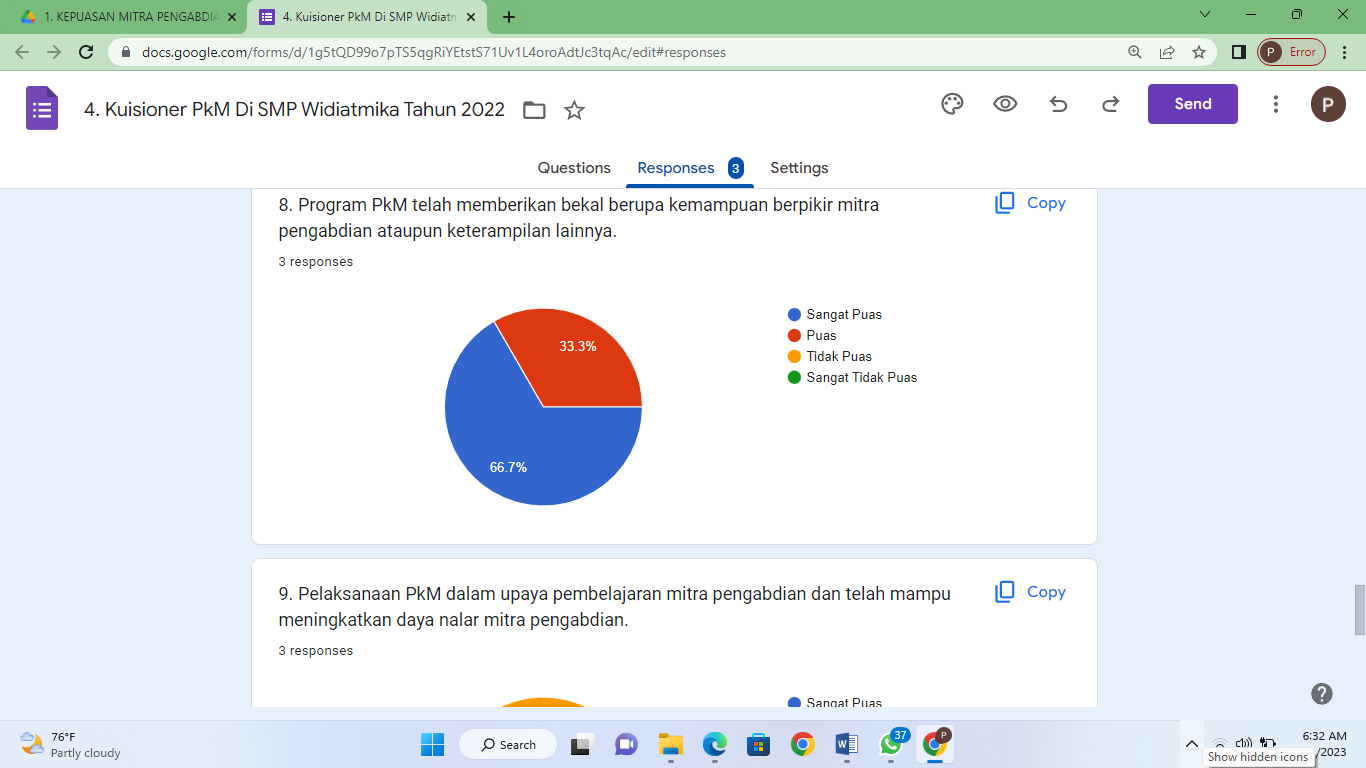 1. KEPUASAN MITRA PENGABDIA
4. Kuisioner PkM Di SMP Widiatm
docs.google.com/forms/d/1g5tQD99o7pTS5qgRiYEtstS71Uv1L4oroAdtJc3tqAc/edit#responses
P Error
4. Kuisioner PkM Di SMP Widiatmika Tahun 2022
Send
P
Questions
Responses 3
Settings
8. Program PkM telah memberikan bekal berupa kemampuan berpikir mitra
pengabdian ataupun keterampilan lainnya.
Copy
3 responses
33.3%
66.7%
Sangat Puas
Puas
Tidak Puas
Sangat Tidak Puas
9. Pelaksanaan PkM dalam upaya pembelajaran mitra pengabdian dan telah mampu
meningkatkan daya nalar mitra pengabdian.
Copy
3 responses
Sangat Puas
76°F
Partly cloudy
Search
37
P
6:32 AM
/2023
Show hidden icons